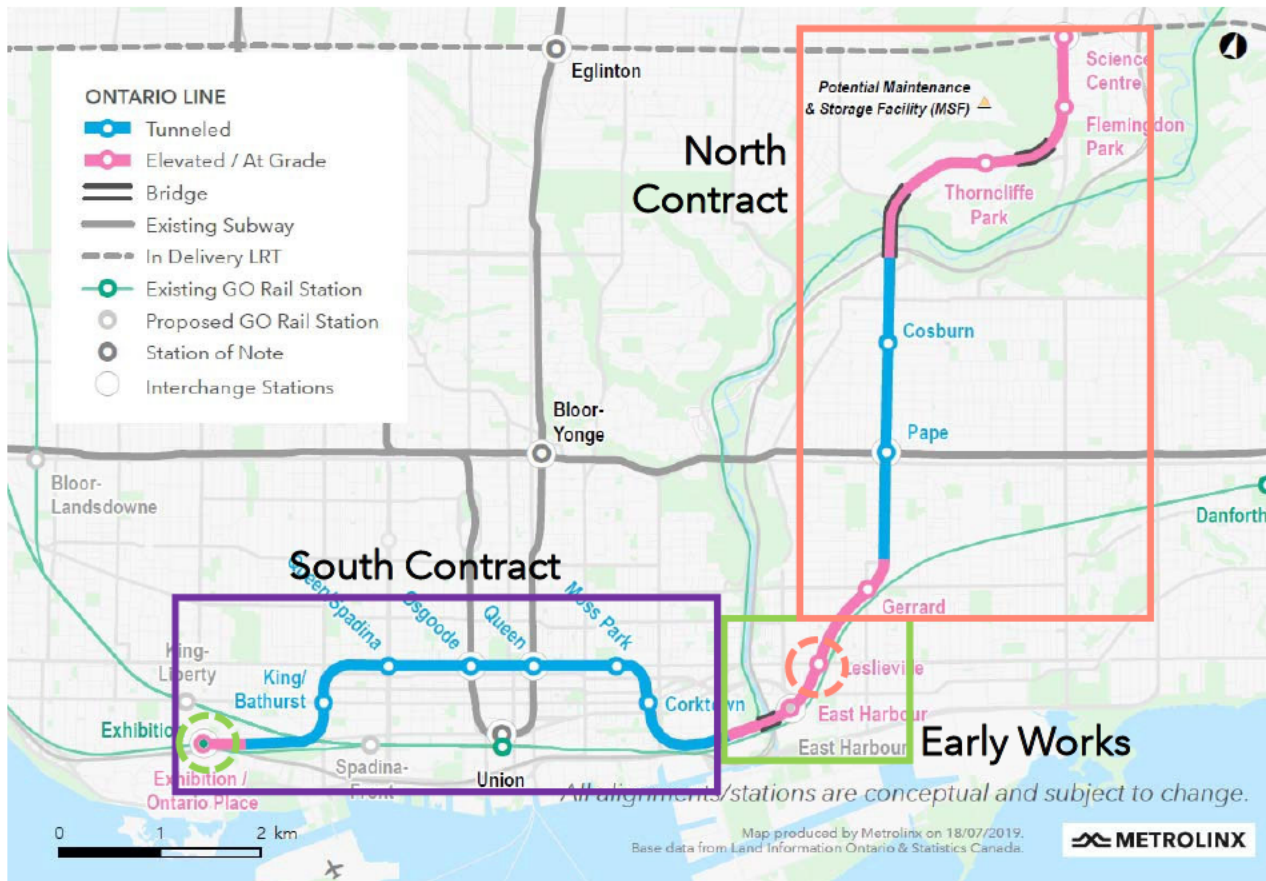 Eglinton
ONTARIO LINE
Tunneled
Elevated / At Grade
Bridge
Existing Subway
In Delivery LRT
Existing GO Rail Station
Proposed GO Rail Station
Station of Note
Interchange Stations
Potential Maintenance
& Storage Facility (MSF)
Science
Centre
Flemingdon
Park
North
Contract
Thorncliffe
Park
Cosburn
Bloor-
Yonge
Pape
Bloor-
Landsdowne
Danforth
South Contract
Gerrard
Queen/Spadina
Osgoode
Queen
Moss Park
King-
Liberty
King/
Bathurst
Leslieville
Corktown
East Harbour
Exhibition
East Harbour
Early Works
Exhibition /
Ontario Place
Spadina-
Front
Union
All alignments/stations are conceptual and subject to change.
0 1 2 km
Map produced by Metrolinx on 18/07/2019.
Base data from Land Information Ontario & Statistics Canada.
METROLINX